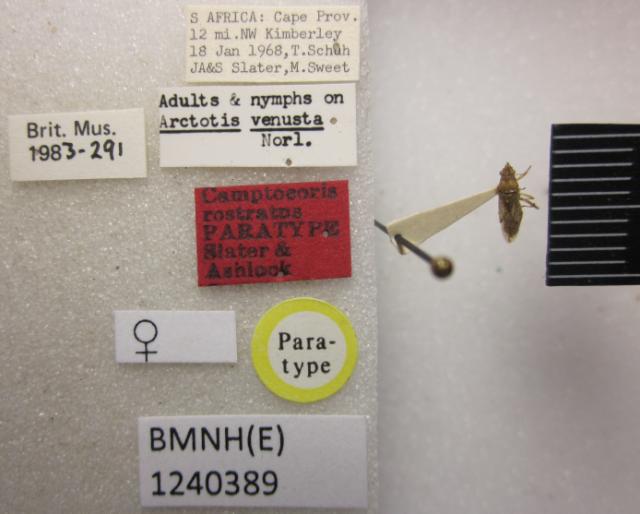 S AFRICA: Cape Prov.
12 mi.NW Kimberley
18 Jan 1968,T.Schuh
JA&S Slater,M.Sweet
Adults & nymphs on
Arctotis venusta
Norl.
Brit. Mus.
1983-291
Camptocoris
rostratus
PARATYPE
Slater &
Ashlock
♀
Para-
type
BMNH(E)
1240389